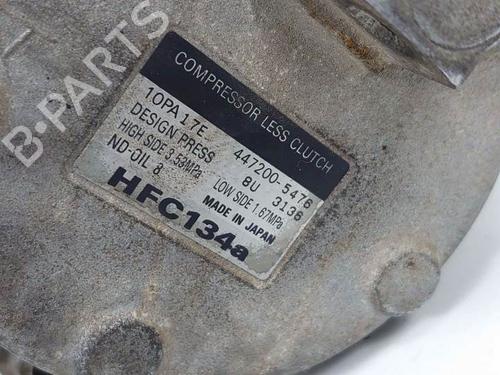 COMPRESSOR LESS CLUTCH
10PA17E 447200-5476
DESIGN PRESS 8U 3136
HIGH SIDE 3.53MPa LOW SIDE 1.67MPa
ND-OIL 8 MADE IN JAPAN
HFC134a
B-PARTS